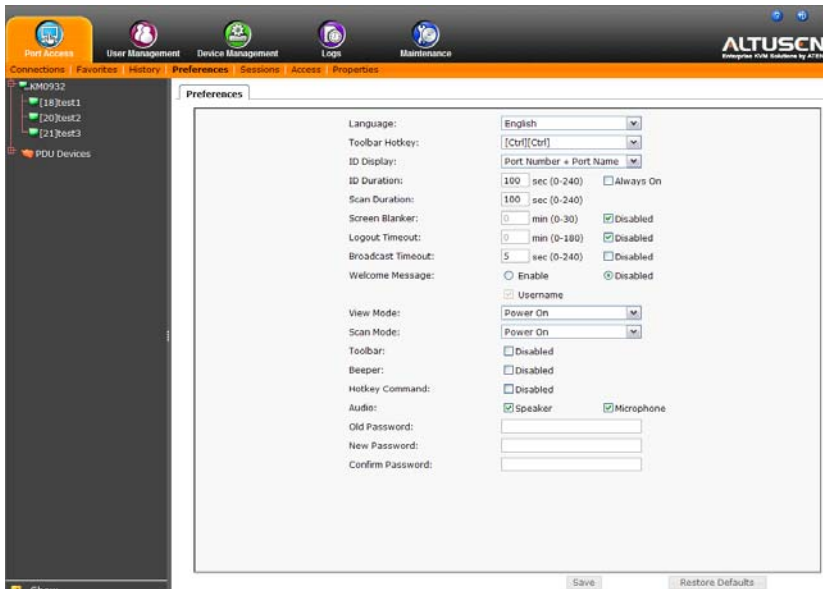 ALTUSCN
Enterprise KVM Solutions by ATEN
Port Access User Management Device Management Logs Maintenance
Connections Favorites History Preferences Sessions Access Properties
KM0932
[18]test1
[20]test2
[21]test3
PDU Devices
Preferences
Language: English
Toolbar Hotkey: [Ctrl][Ctrl]
ID Display: Port Number + Port Name
ID Duration: 100 sec (0-240) Always On
Scan Duration: 100 sec (0-240)
Screen Blanker: 0 min (0-30) Disabled
Logout Timeout: 0 min (0-180) Disabled
Broadcast Timeout: 5 sec (0-240) Disabled
Welcome Message: Enable Disabled
Username
View Mode: Power On
Scan Mode: Power On
Toolbar: Disabled
Beeper: Disabled
Hotkey Command: Disabled
Audio: Speaker Microphone
Old Password:
New Password:
Confirm Password:
Save Restore Defaults